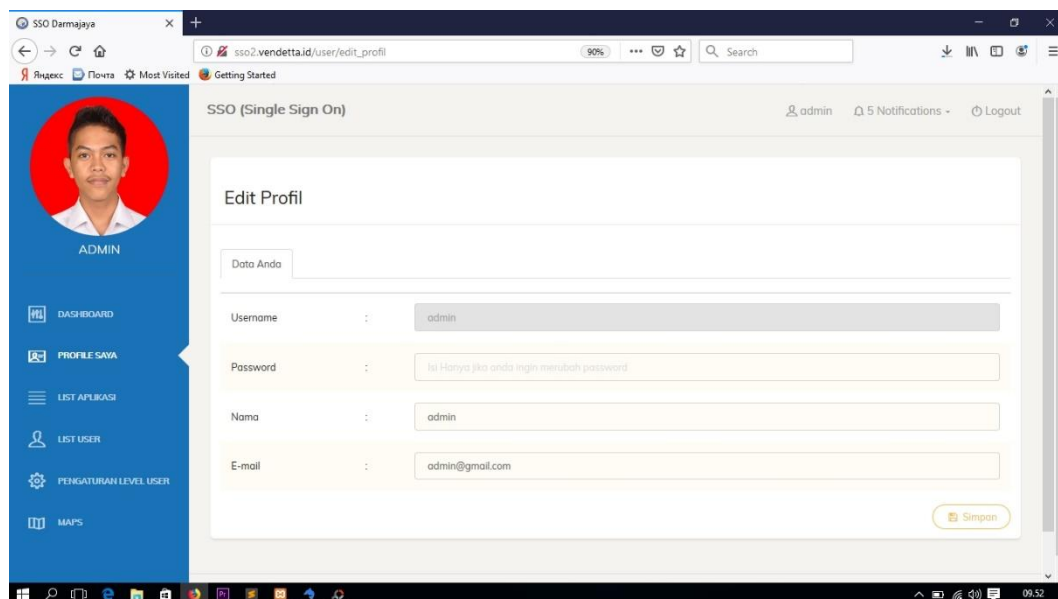 SSO Darmajaya
sso2.vendetta.id/user/edit_profil
90%
Search
Яндекс Почта Most Visited Getting Started
SSO (Single Sign On)
admin 5 Notifications Logout
ADMIN
DASHBOARD
PROFILE SAYA
LIST APLIKASI
LIST USER
PENGATURAN LEVEL USER
MAPS
Edit Profil
Data Anda
Username : admin
Password : Isi Hanya jika anda ingin merubah password
Nama : admin
E-mail : admin@gmail.com
Simpan
09.52